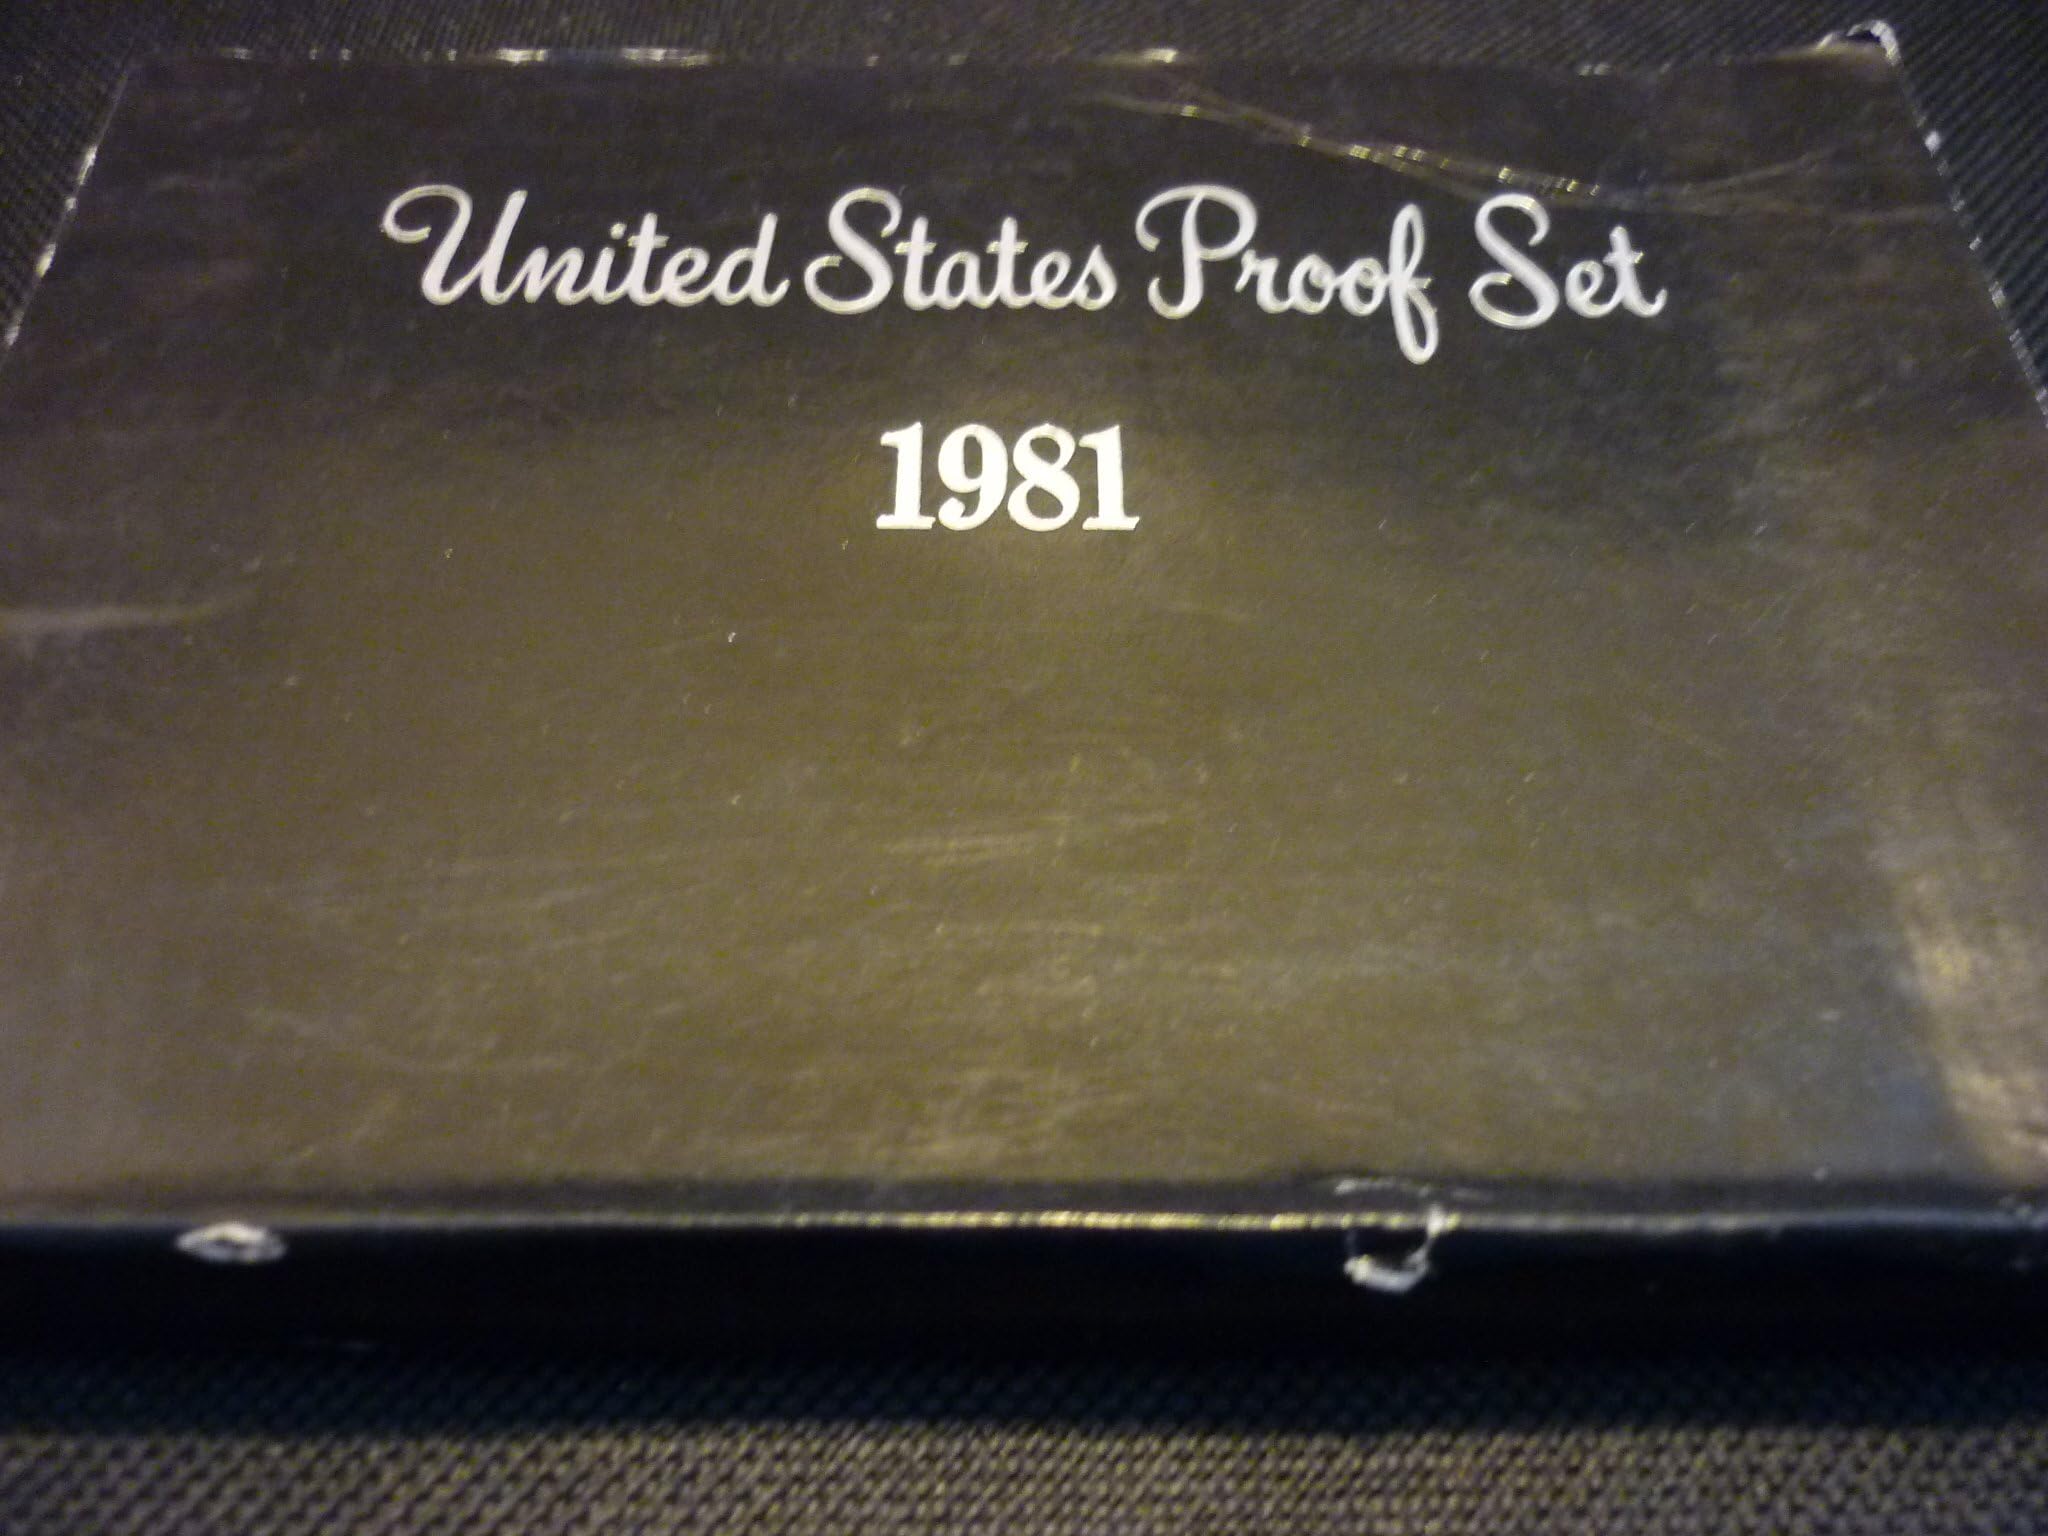 United States Proof Set
1981